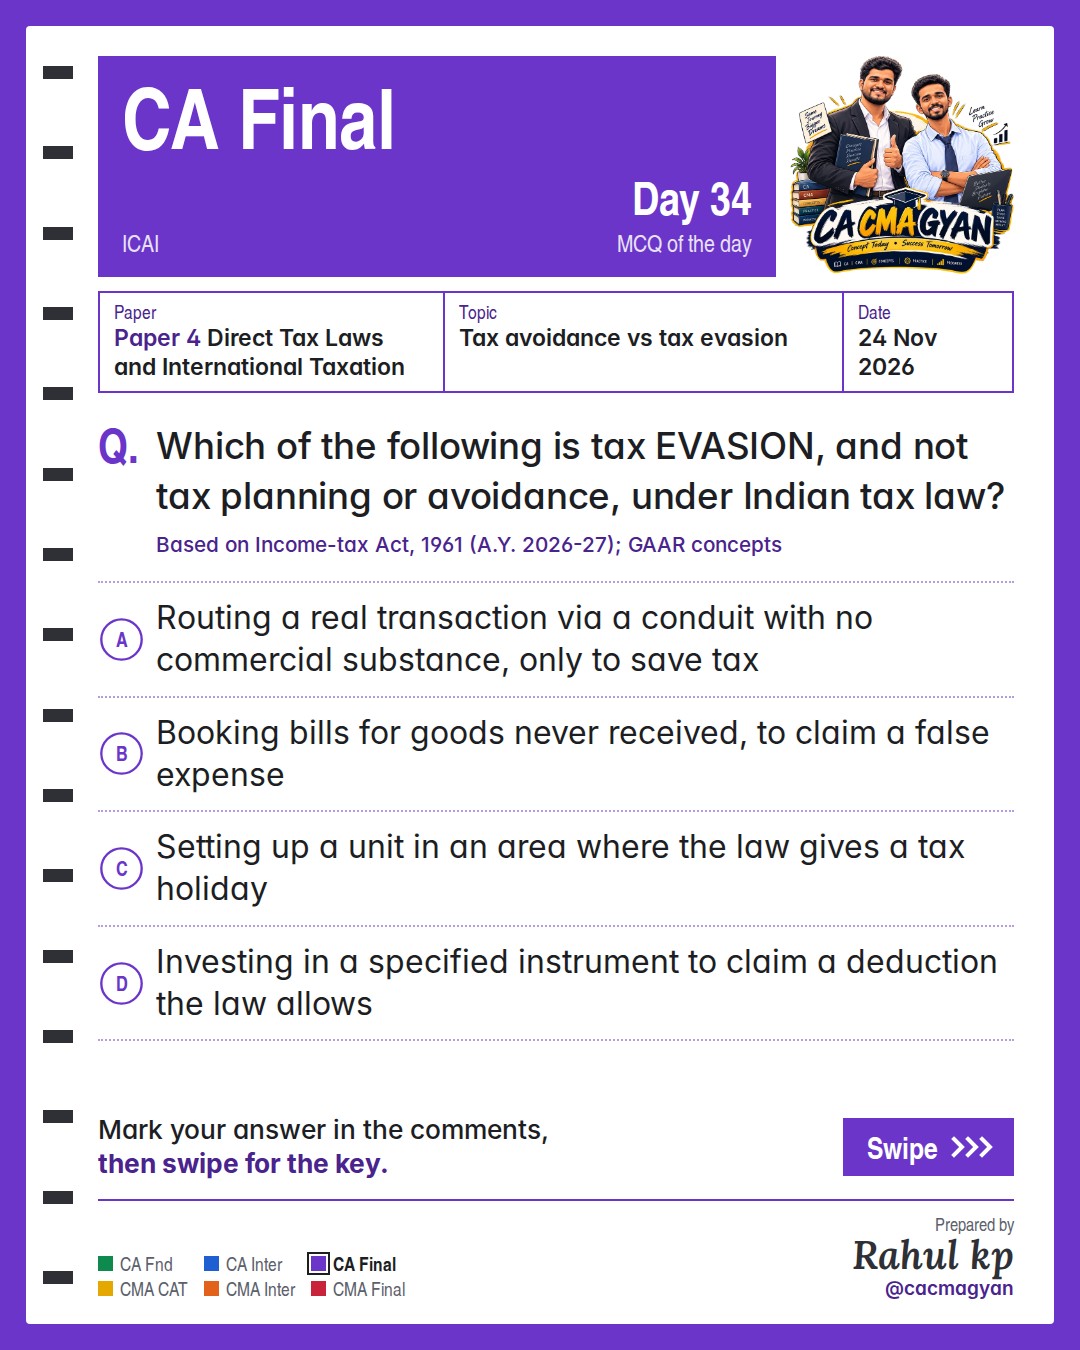 CA Final
Day 34
ICAI
MCQ of the day
Learn
Practice
Grow
CA CMA GYAN
Concept Today • Success Tomorrow
Paper
Paper 4 Direct Tax Laws
and International Taxation
Topic
Tax avoidance vs tax evasion
Date
24 Nov
2026
Q. Which of the following is tax EVASION, and not
tax planning or avoidance, under Indian tax law?
Based on Income-tax Act, 1961 (A.Y. 2026-27); GAAR concepts
A Routing a real transaction via a conduit with no
commercial substance, only to save tax
B Booking bills for goods never received, to claim a false
expense
C Setting up a unit in an area where the law gives a tax
holiday
D Investing in a specified instrument to claim a deduction
the law allows
Mark your answer in the comments,
then swipe for the key.
Swipe
Prepared by
Rahul kp
@cacmagyan
CA Fnd CA Inter CA Final
CMA CAT CMA Inter CMA Final